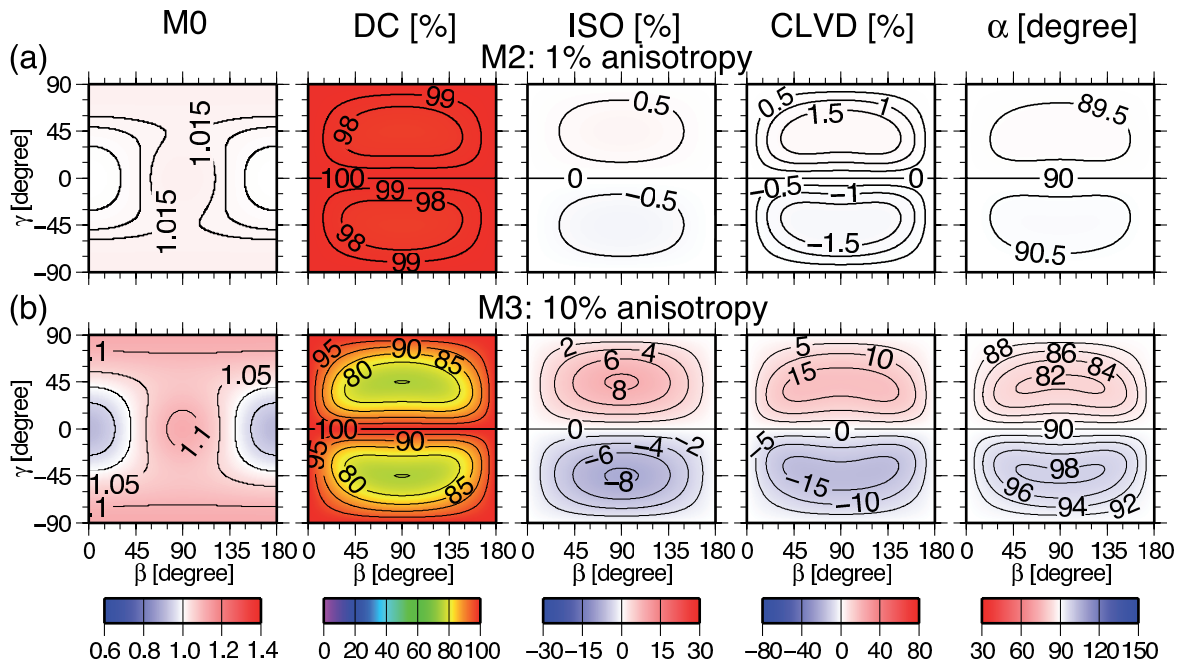 M0 DC [%] ISO [%] CLVD [%] α [degree]
(a) M2: 1% anisotropy
90 45 0 −45 −90
γ [degree]
1.015 1.015 1.015
99 98 100 99 98 98 99
0.5 0 −0.5
0.5 1 1.5 −0.5 0 −1 −1.5
89.5 90 90.5
(b) M3: 10% anisotropy
90 45 0 −45 −90
γ [degree]
.1 1.05 1.1 1.05 .1
95 90 85 80 100 95 90 80 85
2 6 4 8 0 −6 −4 −2 −8
5 10 15 0 −5 −15 −10
88 86 84 82 90 98 96 94 92
0 45 90 135 180 45 90 135 180 45 90 135 180 45 90 135 180 45 90 135 180
β [degree] β [degree] β [degree] β [degree] β [degree]
0.6 0.8 1.0 1.2 1.4 0 20 40 60 80 100 −30 −15 0 15 30 −80 −40 0 40 80 30 60 90 120 150